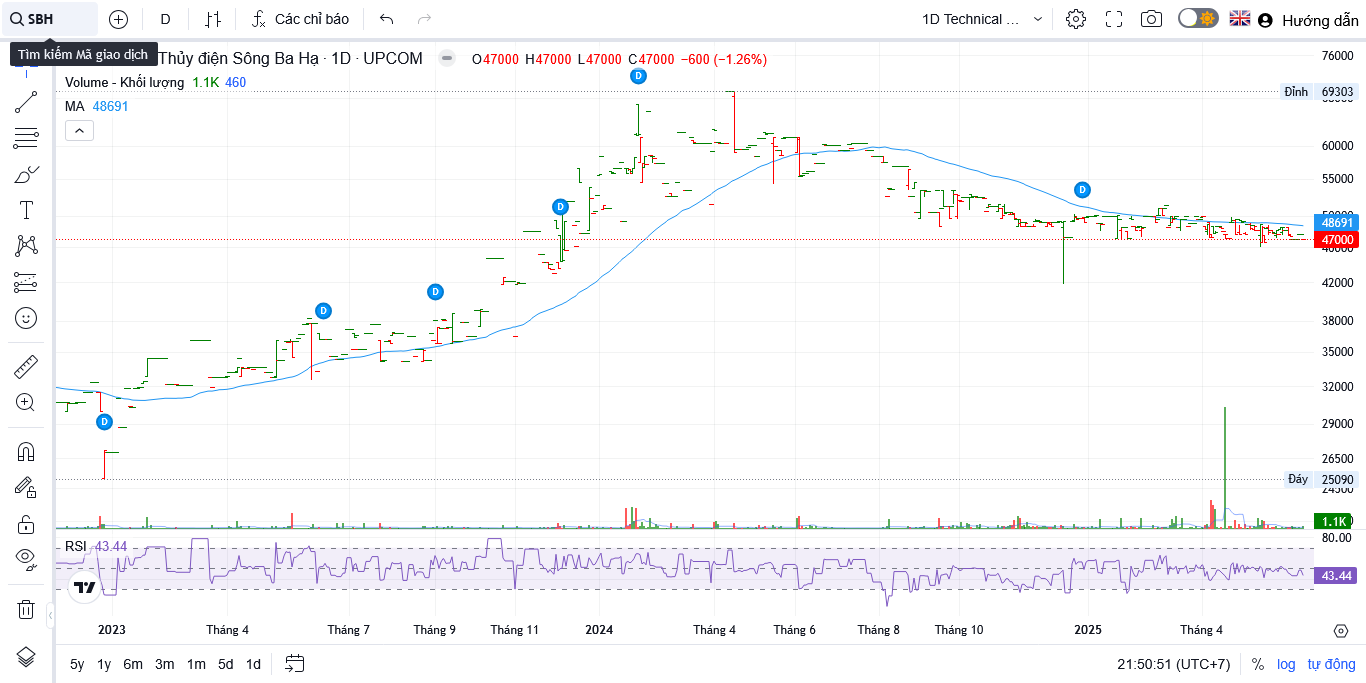 SBH D Các chỉ báo 1D Technical ... Hướng dẫn
Tìm kiếm Mã giao dịch
Thủy điện Sông Ba Hạ · 1D · UPCOM O47000 H47000 L47000 C47000 −600 (−1.26%)
Volume - Khối lượng 1.1K 460
MA 48691
76000
Đỉnh 69303
60000
55000
48691
47000
42000
38000
35000
32000
29000
26500
Đáy 25090
24500
1.1K
D
D
D
D
D
D
RSI 43.44
80.00
43.44
2023 Tháng 4 Tháng 7 Tháng 9 Tháng 11 2024 Tháng 4 Tháng 6 Tháng 8 Tháng 10 2025 Tháng 4
5y 1y 6m 3m 1m 5d 1d 21:50:51 (UTC+7) % log tự động